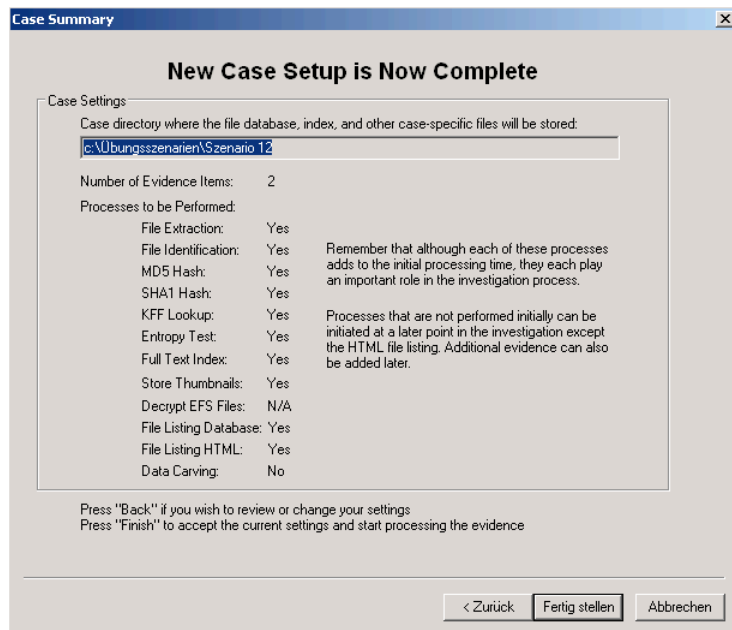 Case Summary
New Case Setup is Now Complete
Case Settings
Case directory where the file database, index, and other case-specific files will be stored:
c:\Übungsszenarien\Szenario 12
Number of Evidence Items: 2
Processes to be Performed:
File Extraction: Yes
File Identification: Yes
MD5 Hash: Yes
SHA1 Hash: Yes
KFF Lookup: Yes
Entropy Test: Yes
Full Text Index: Yes
Store Thumbnails: Yes
Decrypt EFS Files: N/A
File Listing Database: Yes
File Listing HTML: Yes
Data Carving: No
Remember that although each of these processes
adds to the initial processing time, they each play
an important role in the investigation process.
Processes that are not performed initially can be
initiated at a later point in the investigation except
the HTML file listing. Additional evidence can also
be added later.
Press "Back" if you wish to review or change your settings
Press "Finish" to accept the current settings and start processing the evidence
< Zurück
Fertig stellen
Abbrechen